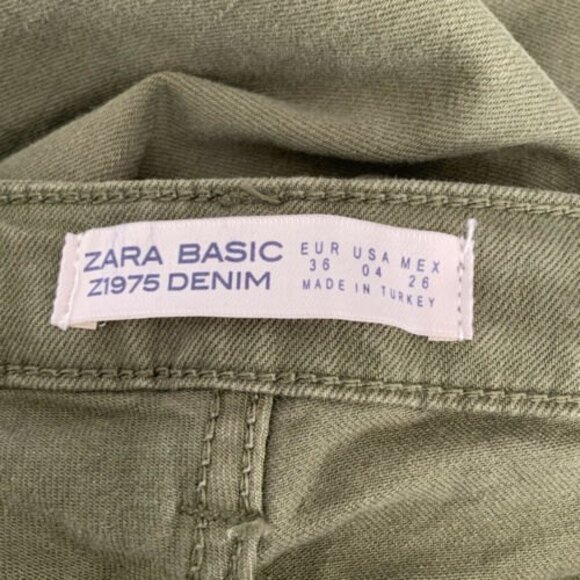 ZARA BASIC
Z1975 DENIM
EUR USA MEX
36 04 26
MADE IN TURKEY